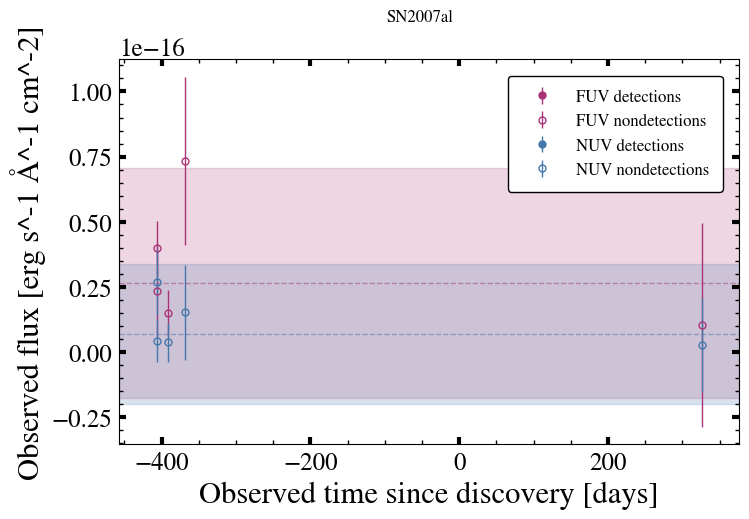 SN2007al
1e−16
Observed flux [erg s^-1 Å^-1 cm^-2]
1.00
0.75
0.50
0.25
0.00
−0.25
FUV detections
FUV nondetections
NUV detections
NUV nondetections
−400
−200
0
200
Observed time since discovery [days]